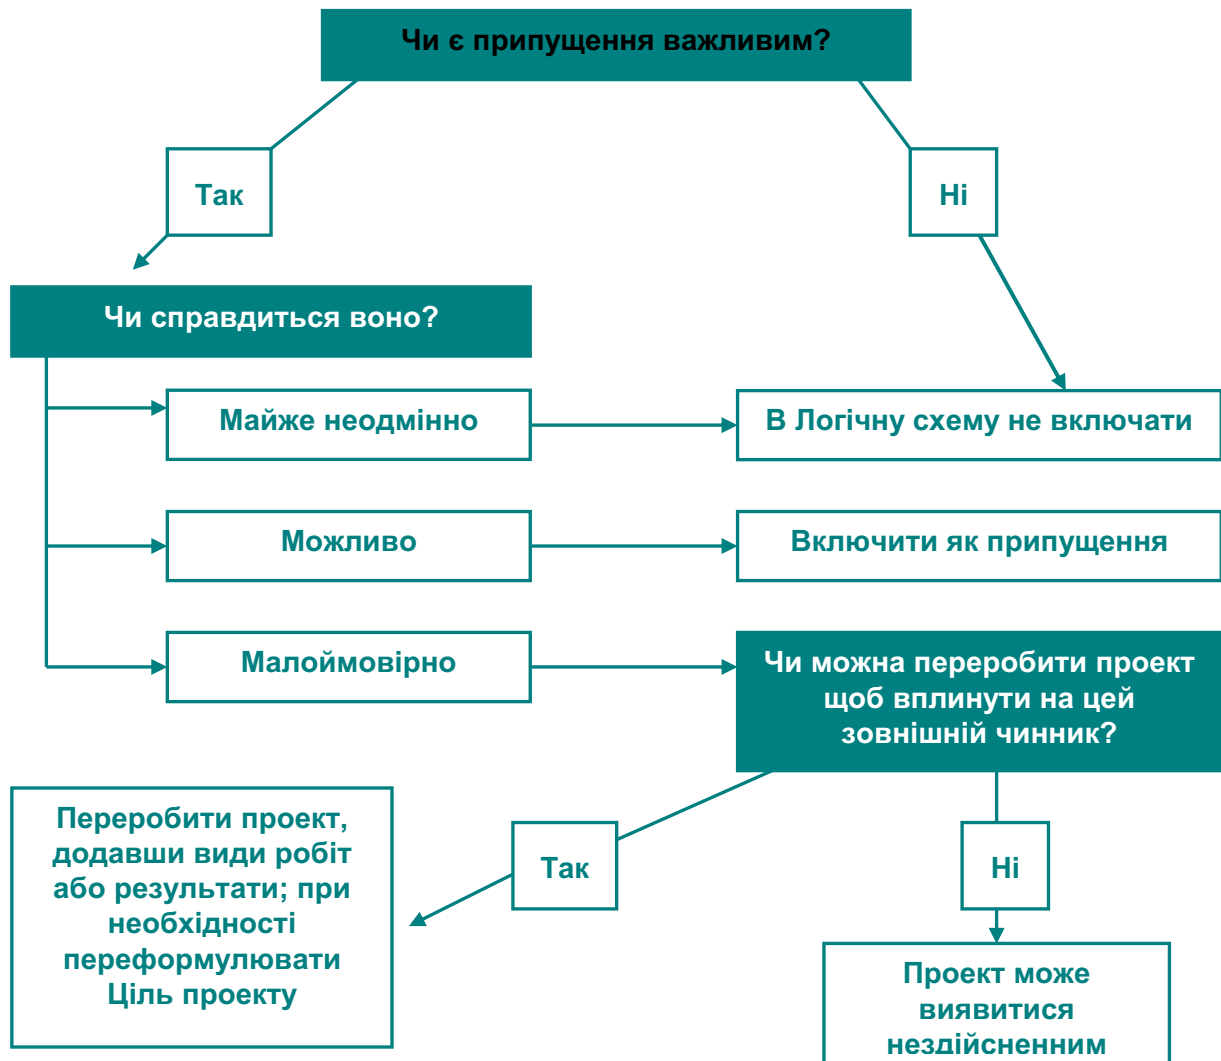 Чи є припущення важливим?
Так
Ні
Чи справдиться воно?
Майже неодмінно
В Логічну схему не включати
Можливо
Включити як припущення
Малоймовірно
Чи можна переробити проект
щоб вплинути на цей
зовнішній чинник?
Переробити проект,
додавши види робіт
або результати; при
необхідності
переформулювати
Ціль проекту
Так
Ні
Проект може
виявитися
нездійсненним